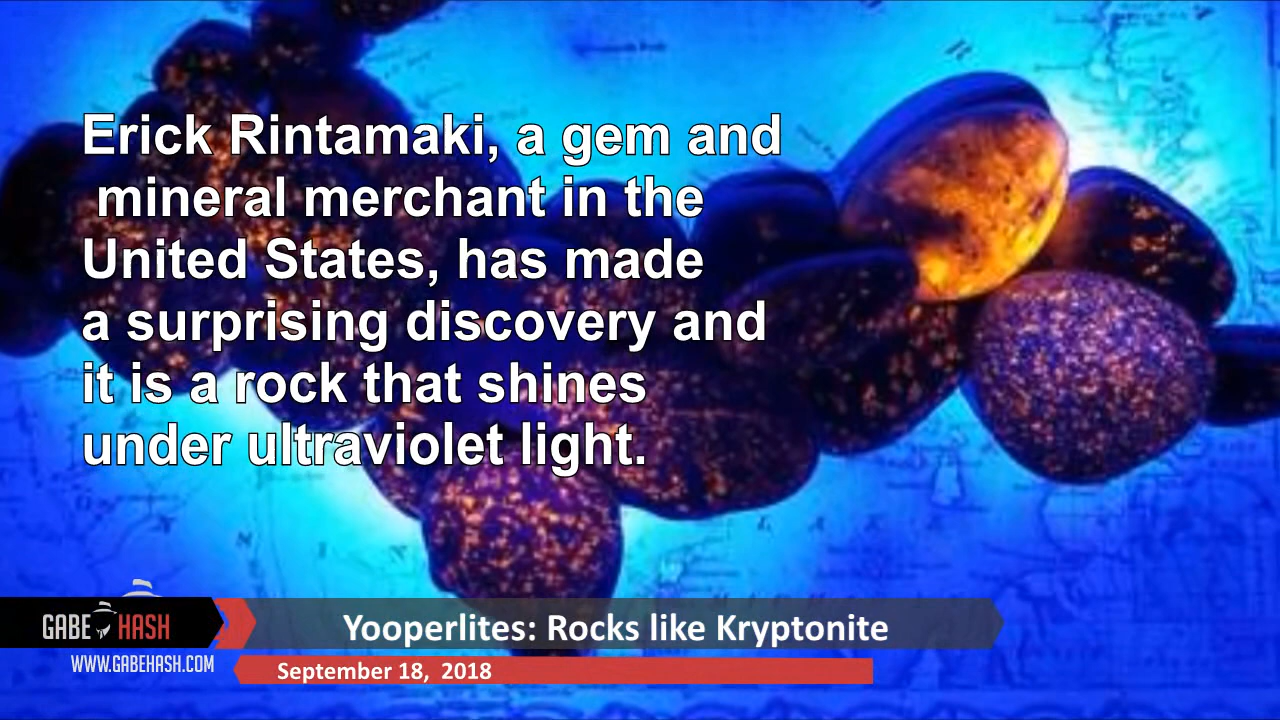 Erick Rintamaki, a gem and
mineral merchant in the
United States, has made
a surprising discovery and
it is a rock that shines
under ultraviolet light.
GABE HASH
Yooperlites: Rocks like Kryptonite
WWW.GABEHASH.COM
September 18, 2018